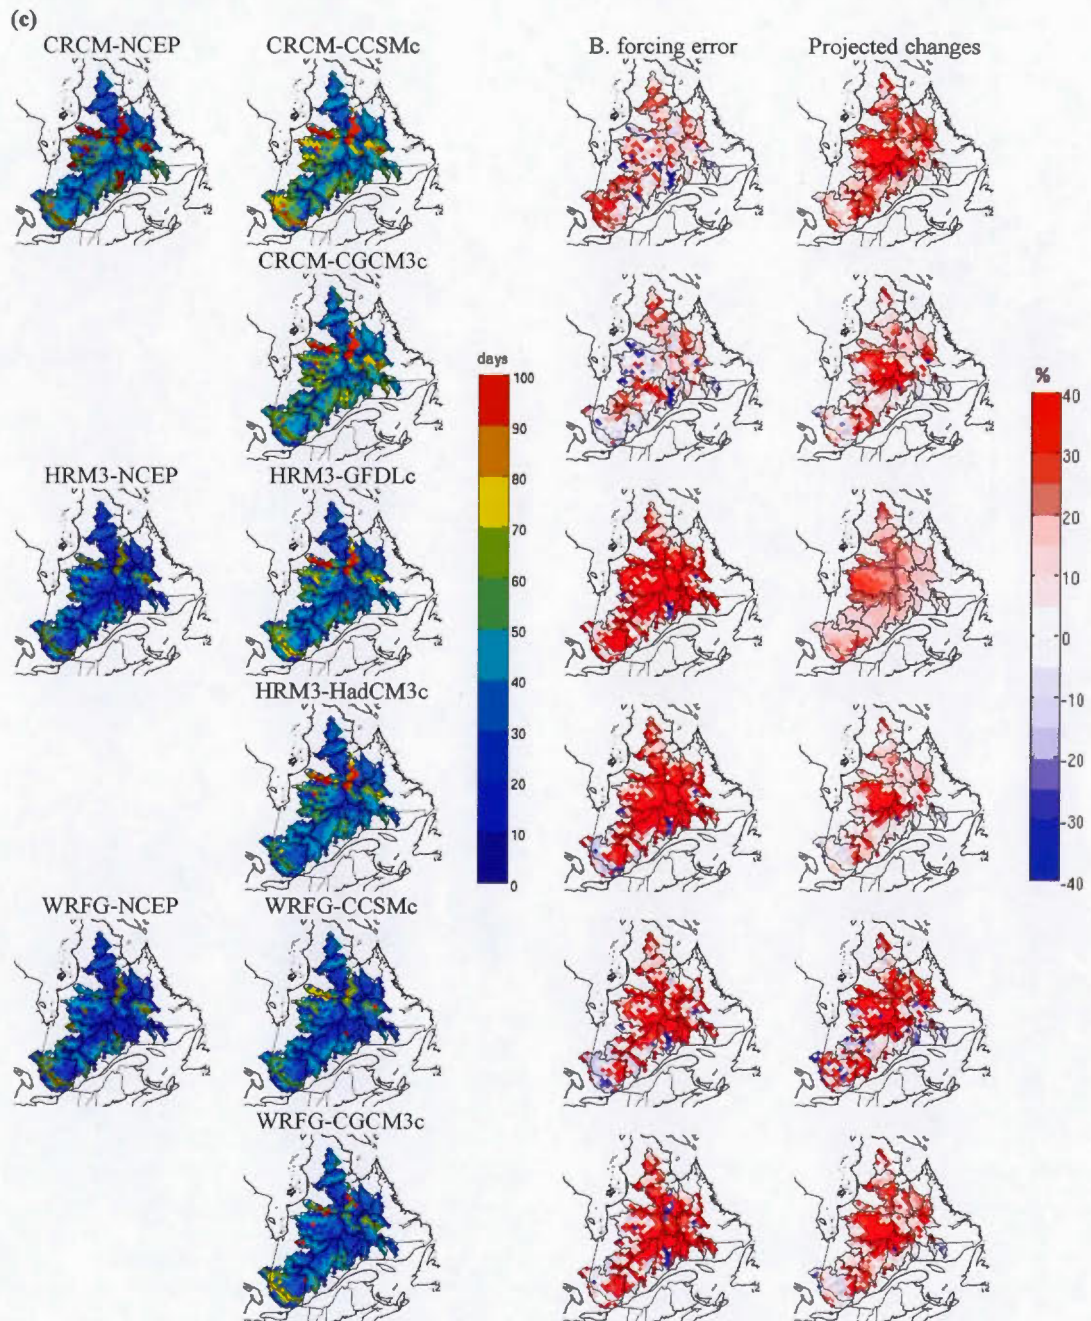 (c)
CRCM-NCEP CRCM-CCSMc B. forcing error Projected changes
CRCM-CGCM3c
days
100
90
80
70
60
50
40
30
20
10
0
%
40
30
20
10
0
-10
-20
-30
-40
HRM3-NCEP HRM3-GFDLc
HRM3-HadCM3c
WRFG-NCEP WRFG-CCSMc
WRFG-CGCM3c